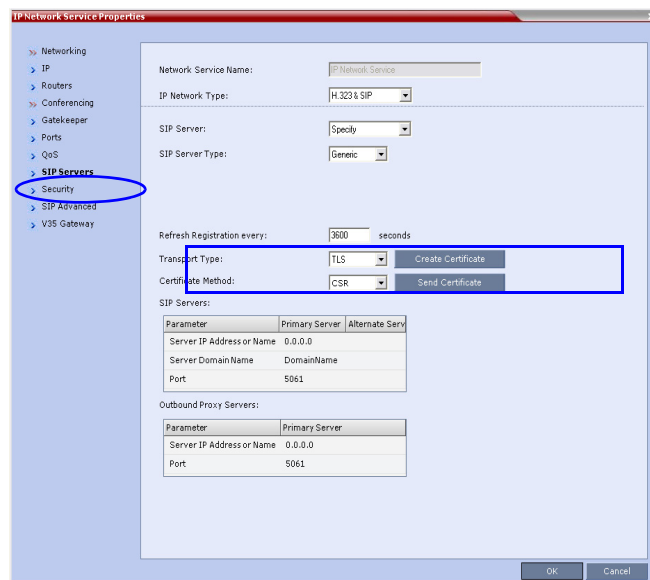 IP Network Service Properties
Networking
IP
Routers
Conferencing
Gatekeeper
Ports
QoS
SIP Servers
Security
SIP Advanced
V35 Gateway
Network Service Name: IP Network Service
IP Network Type: H.323 & SIP
SIP Server: Specify
SIP Server Type: Generic
Refresh Registration every: 3600 seconds
Transport Type: TLS Create Certificate
Certificate Method: CSR Send Certificate
SIP Servers:
Parameter Primary Server Alternate Serv
Server IP Address or Name 0.0.0.0
Server Domain Name DomainName
Port 5061
Outbound Proxy Servers:
Parameter Primary Server
Server IP Address or Name 0.0.0.0
Port 5061
OK Cancel